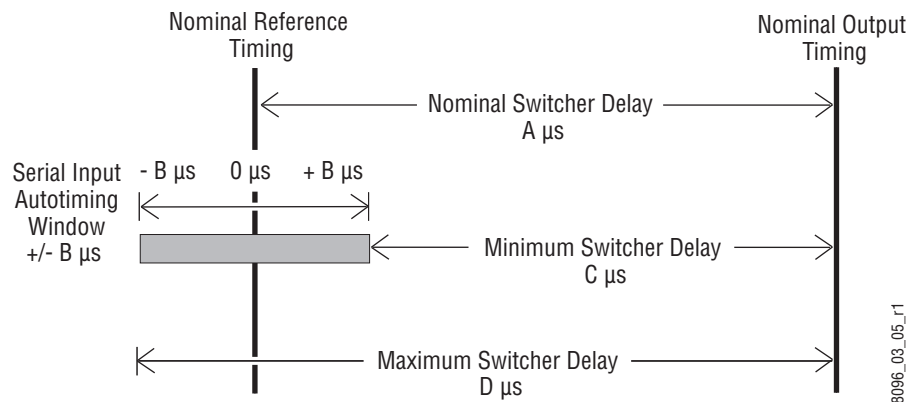 Nominal Reference
Timing
Nominal Output
Timing
Nominal Switcher Delay
A µs
Serial Input
Autotiming
Window
+/- B µs
- B µs 0 µs + B µs
Minimum Switcher Delay
C µs
Maximum Switcher Delay
D µs
8096_03_05_r1